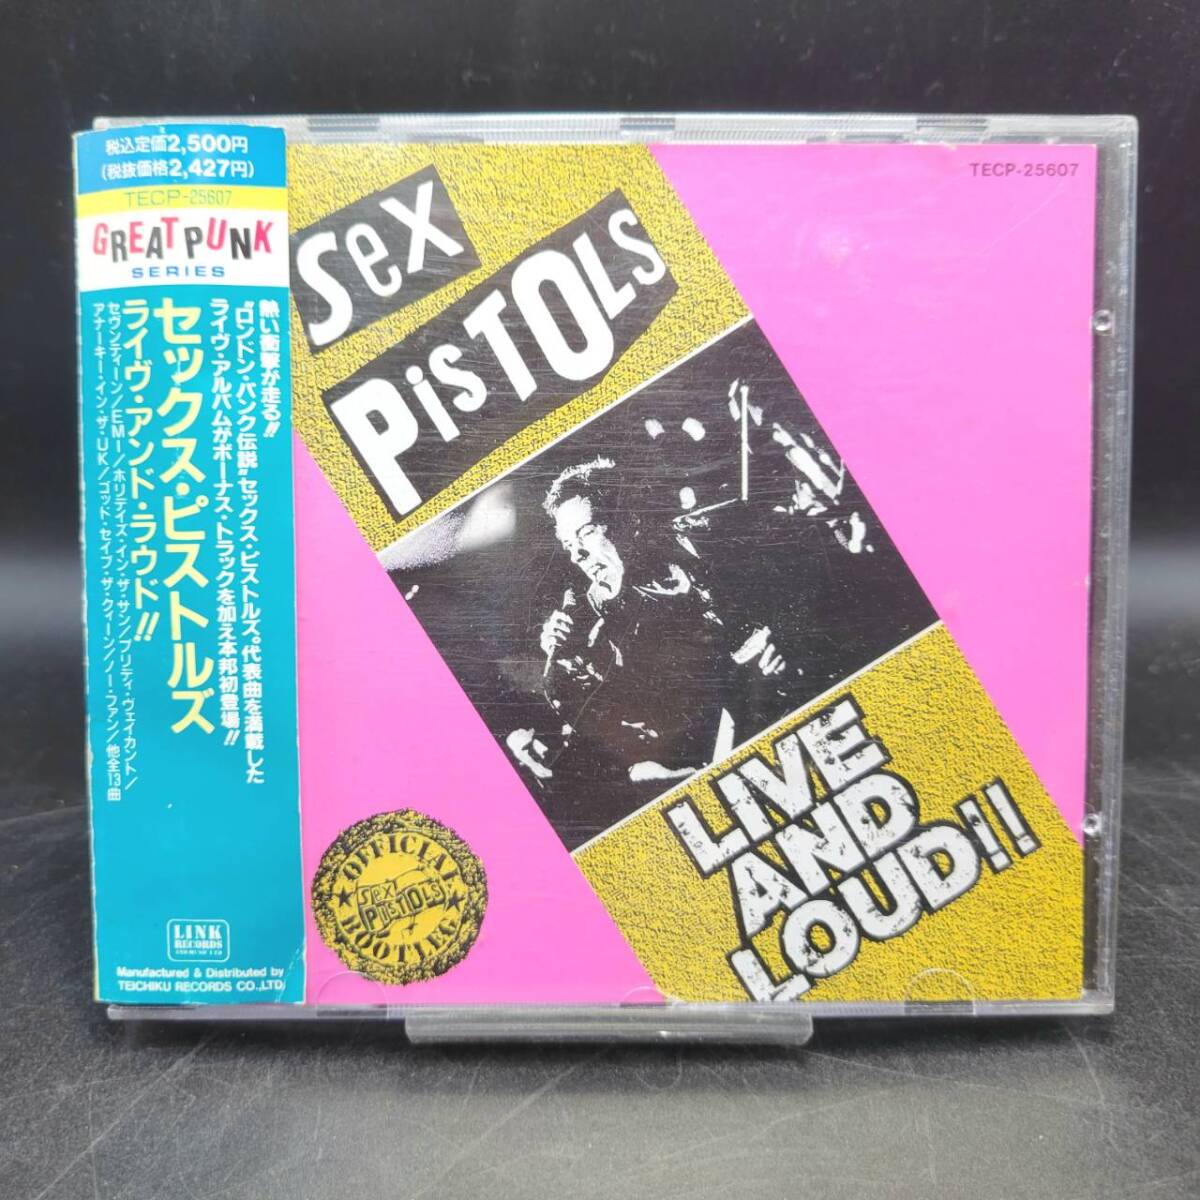 税込定価2,500円
(税抜価格2,427円)
TECP-25607
GREAT PUNK
SERIES
熱い衝撃が走る!!
"ロンドン・パンク伝説"セックス・ピストルズ。代表曲を満載した
ライヴ・アルバムがボーナス・トラックを加え本邦初登場!!
セックス・ピストルズ
ライヴ・アンド・ラウド!!
セヴンティーン/EMI/ホリデイズ・イン・ザ・サン/プリティ・ヴェイカント/
アナーキー・イン・ザ・UK/ゴッド・セイブ・ザ・クィーン/ノー・ファン/他全13曲
LINK
RECORDS
Manufactured & Distributed by
TEICHIKU RECORDS CO.,LTD.
TECP-25607
Sex
PisTOLS
LIVE
AND
LOUD!!
OFFICIAL
Sex
PisTOLS
BOOTLEG